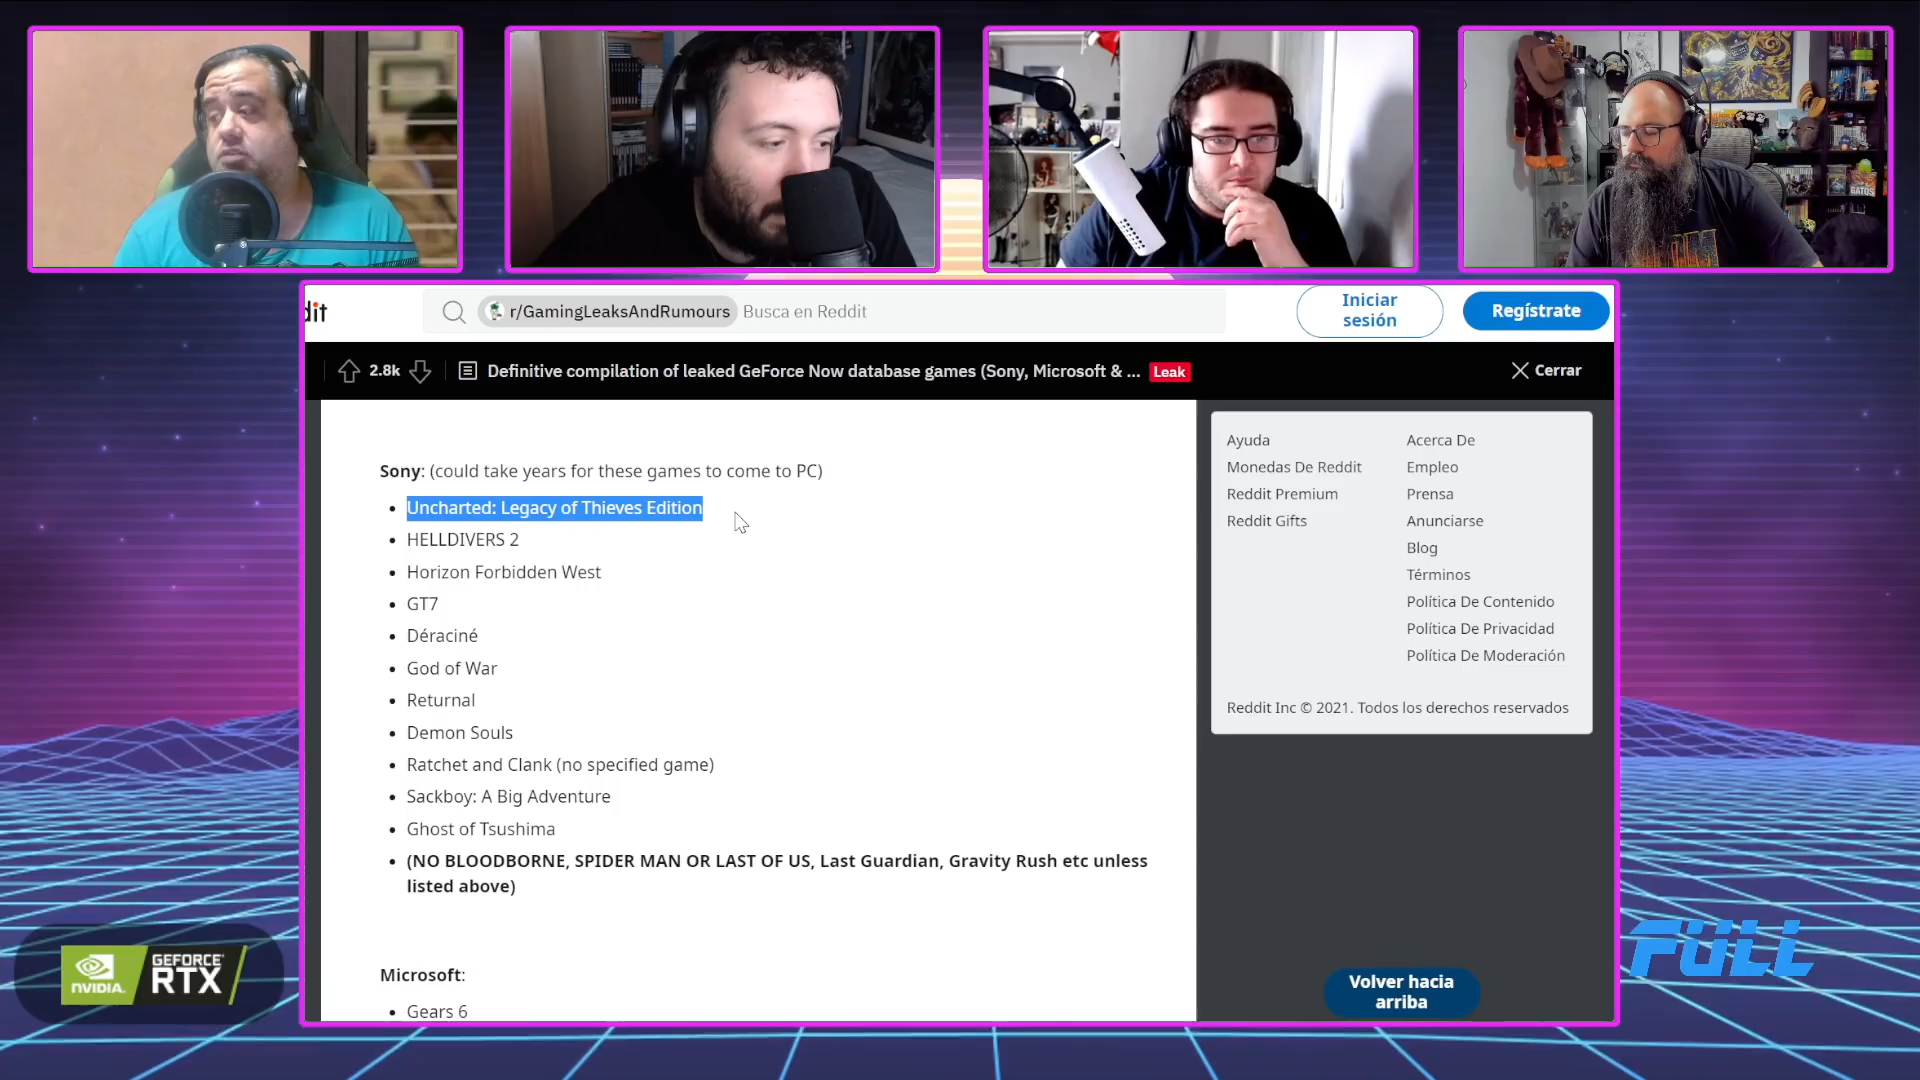 GATOS
dit
r/GamingLeaksAndRumours
Busca en Reddit
Iniciar
sesión
Regístrate
2.8k
Definitive compilation of leaked GeForce Now database games (Sony, Microsoft & ...
Leak
Cerrar
Sony: (could take years for these games to come to PC)
Uncharted: Legacy of Thieves Edition
HELLDIVERS 2
Horizon Forbidden West
GT7
Déraciné
God of War
Returnal
Demon Souls
Ratchet and Clank (no specified game)
Sackboy: A Big Adventure
Ghost of Tsushima
(NO BLOODBORNE, SPIDER MAN OR LAST OF US, Last Guardian, Gravity Rush etc unless
listed above)
Microsoft:
Gears 6
Ayuda
Monedas De Reddit
Reddit Premium
Reddit Gifts
Acerca De
Empleo
Prensa
Anunciarse
Blog
Términos
Política De Contenido
Política De Privacidad
Política De Moderación
Reddit Inc © 2021. Todos los derechos reservados
Volver hacia
arriba
NVIDIA.
GEFORCE
RTX
FULL